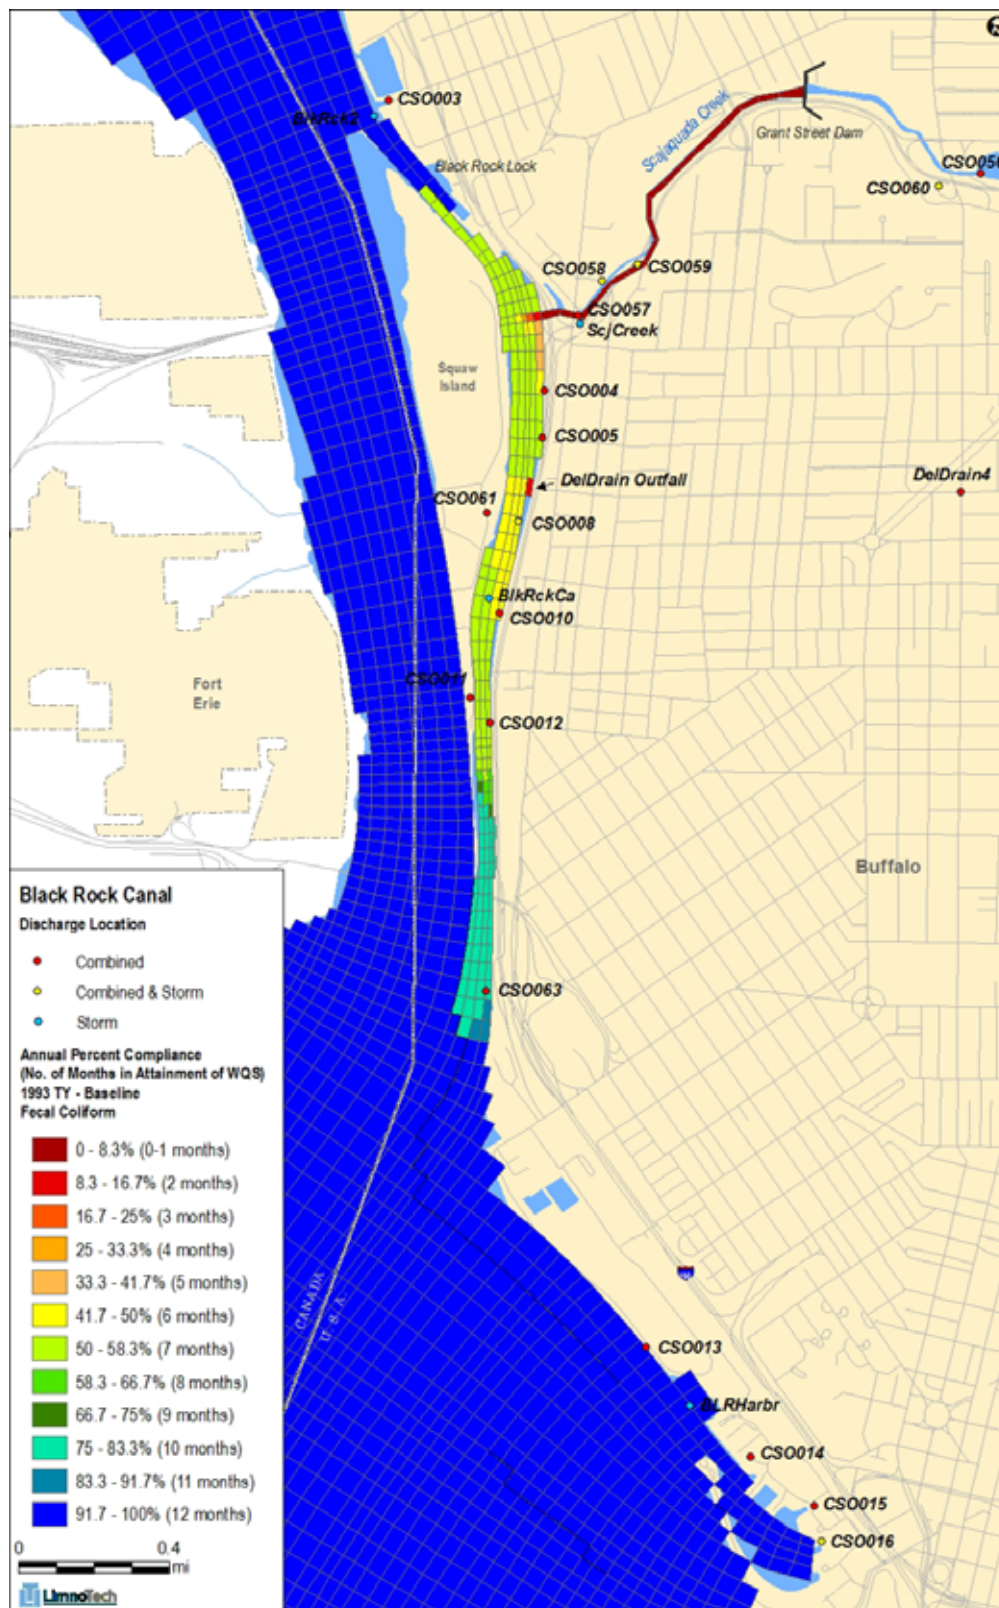 CSO003
BlkRck2
Black Rock Lock
Scajaquada Creek
Grant Street Dam
CSO060
CSO058
CSO059
CSO057
ScjCreek
Squaw
Island
CSO004
CSO005
DelDrain Outfall
DelDrain4
CSO061
CSO008
BlkRckCa
CSO010
Fort
Erie
CSO011
CSO012
Buffalo
CSO063
CANADA
U S A
CSO013
BLRHarbr
CSO014
CSO015
CSO016
Black Rock Canal
Discharge Location
Combined
Combined & Storm
Storm
Annual Percent Compliance
(No. of Months in Attainment of WQS)
1993 TY - Baseline
Fecal Coliform
0 - 8.3% (0-1 months)
8.3 - 16.7% (2 months)
16.7 - 25% (3 months)
25 - 33.3% (4 months)
33.3 - 41.7% (5 months)
41.7 - 50% (6 months)
50 - 58.3% (7 months)
58.3 - 66.7% (8 months)
66.7 - 75% (9 months)
75 - 83.3% (10 months)
83.3 - 91.7% (11 months)
91.7 - 100% (12 months)
0 0.4
mi
LimnoTech